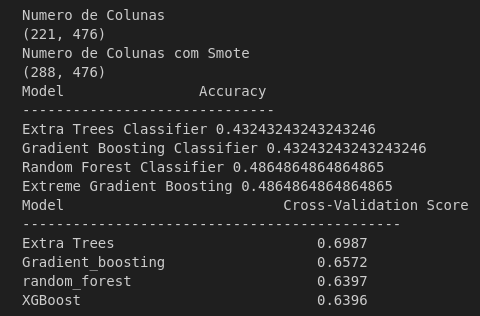 Numero de Colunas
(221, 476)
Numero de Colunas com Smote
(288, 476)
Model                Accuracy
------------------------------
Extra Trees Classifier 0.43243243243243246
Gradient Boosting Classifier 0.43243243243243246
Random Forest Classifier 0.4864864864864865
Extreme Gradient Boosting 0.4864864864864865
Model                          Cross-Validation Score
---------------------------------------------
Extra Trees                        0.6987
Gradient_boosting                  0.6572
random_forest                      0.6397
XGBoost                            0.6396